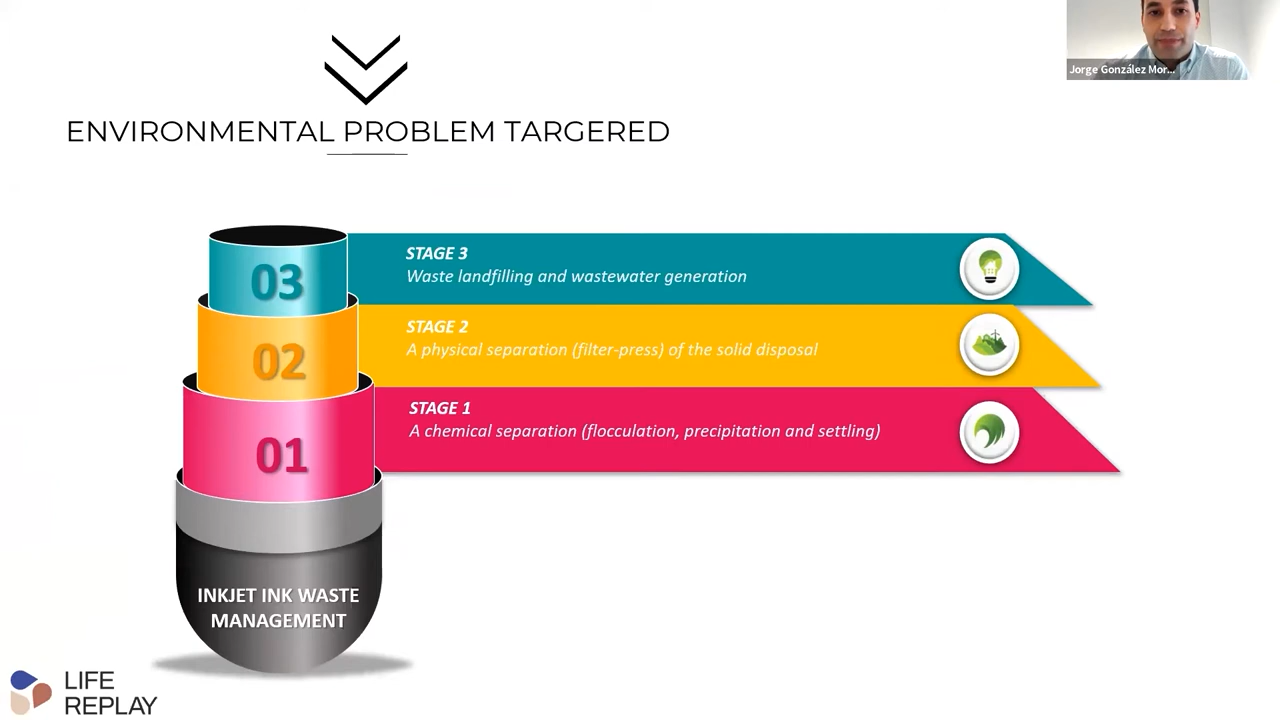 Jorge González Mor...
ENVIRONMENTAL PROBLEM TARGERED
03
STAGE 3
Waste landfilling and wastewater generation
02
STAGE 2
A physical separation (filter-press) of the solid disposal
01
STAGE 1
A chemical separation (flocculation, precipitation and settling)
INKJET INK WASTE
MANAGEMENT
LIFE
REPLAY